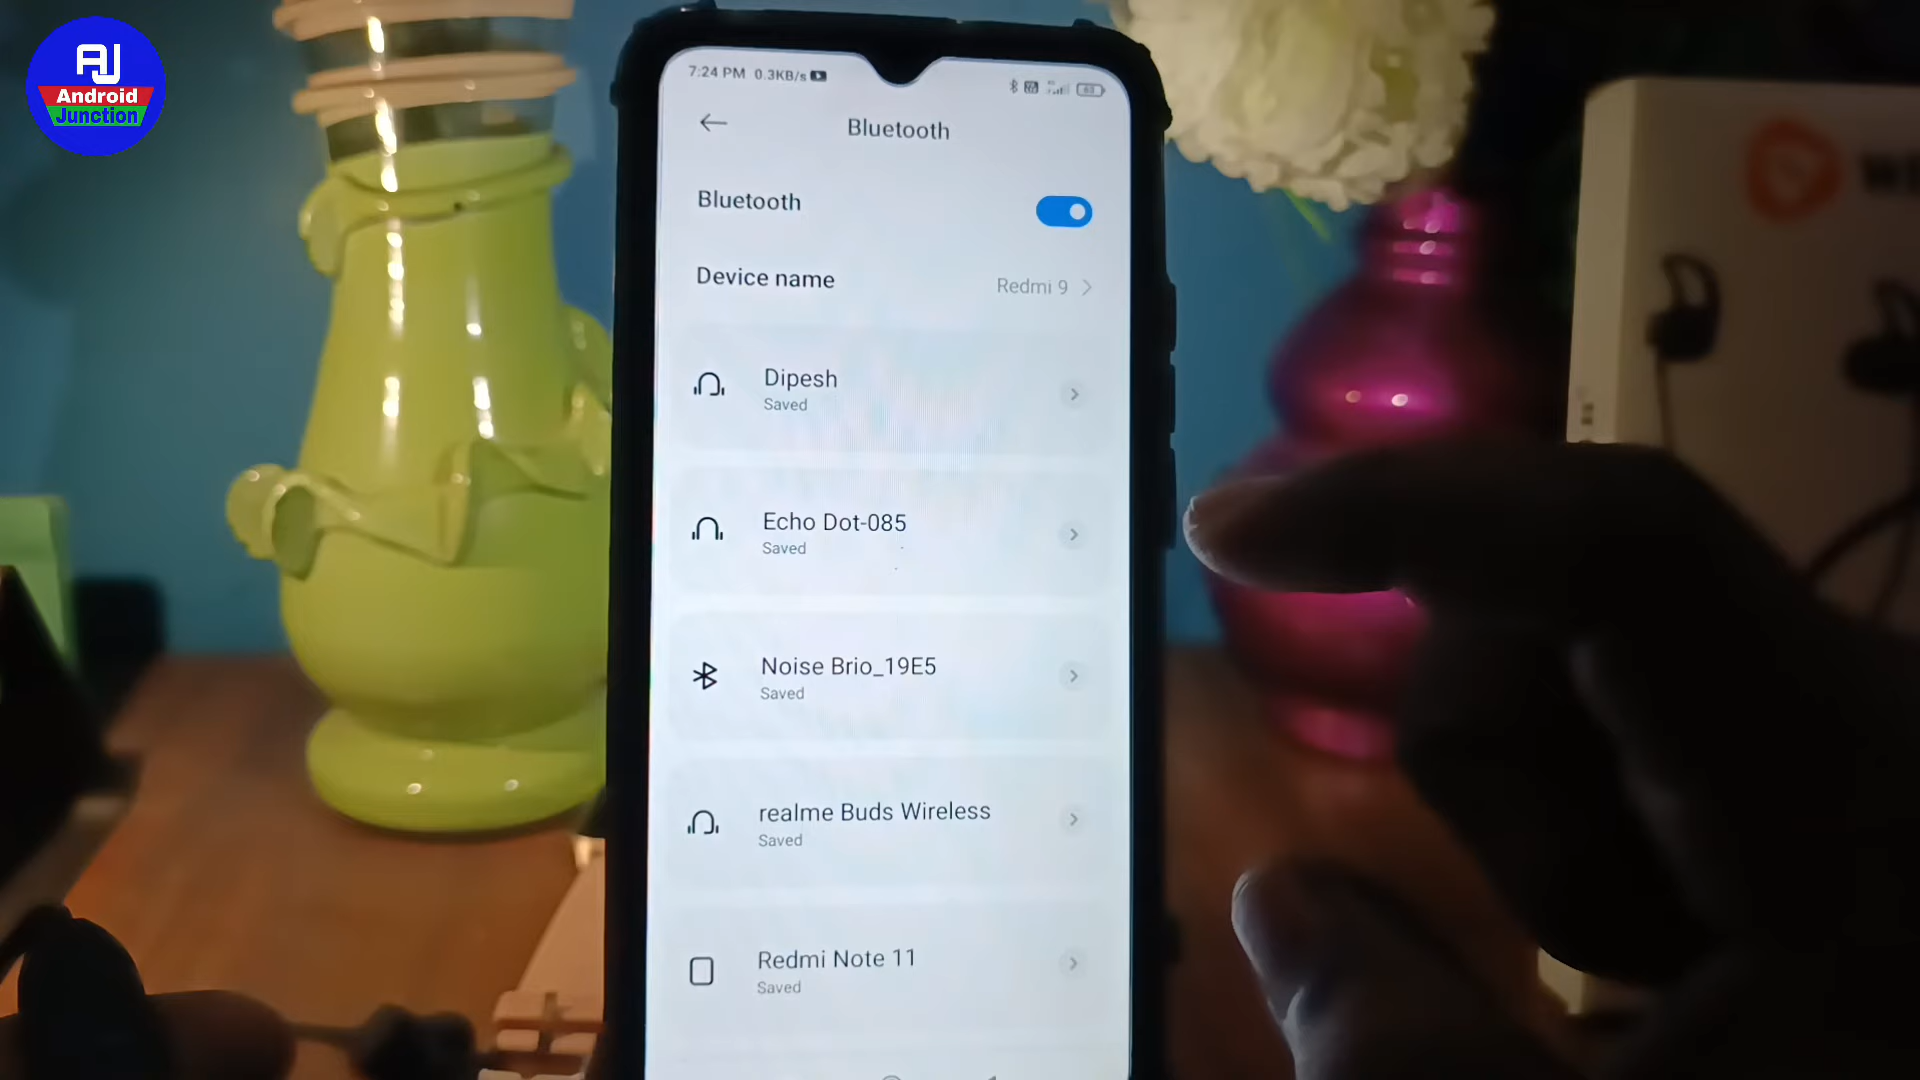 AJ
Android
Junction
7:24 PM 0.3KB/s
Bluetooth
Bluetooth
Device name
Redmi 9
Dipesh
Saved
Echo Dot-085
Saved
Noise Brio_19E5
Saved
realme Buds Wireless
Saved
Redmi Note 11
Saved